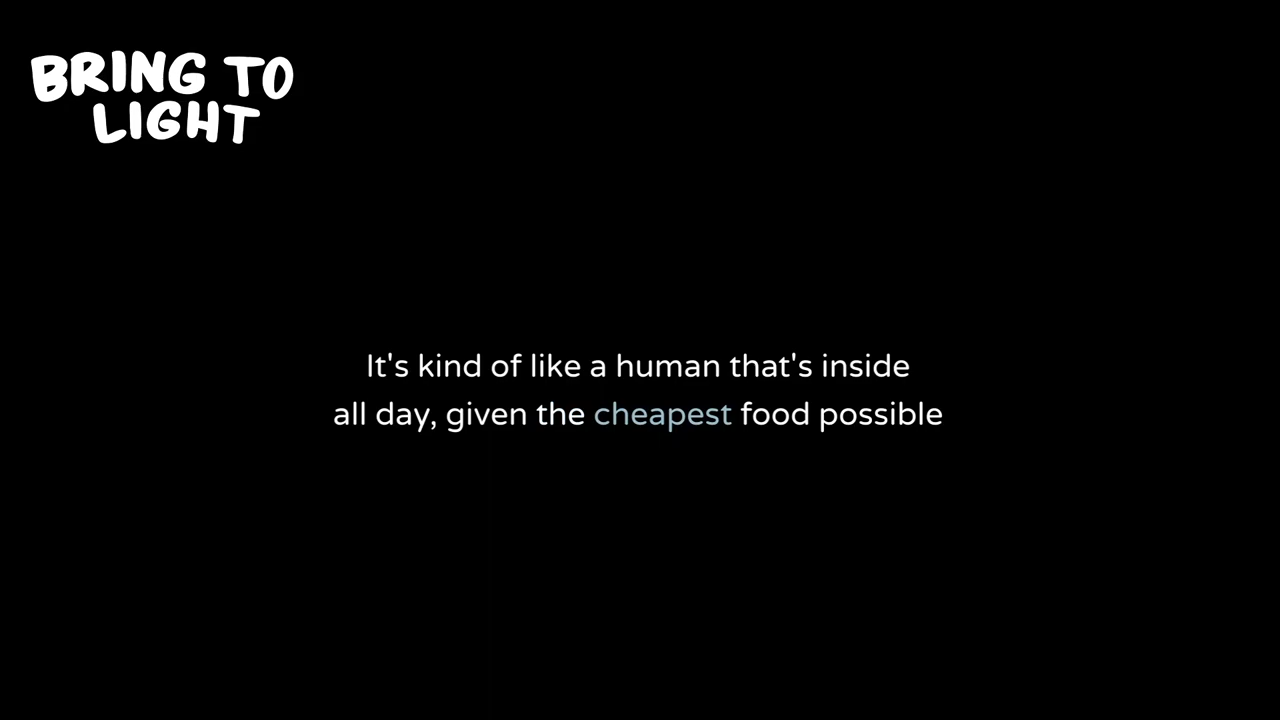 BRING TO
LIGHT
It's kind of like a human that's inside
all day, given the cheapest food possible